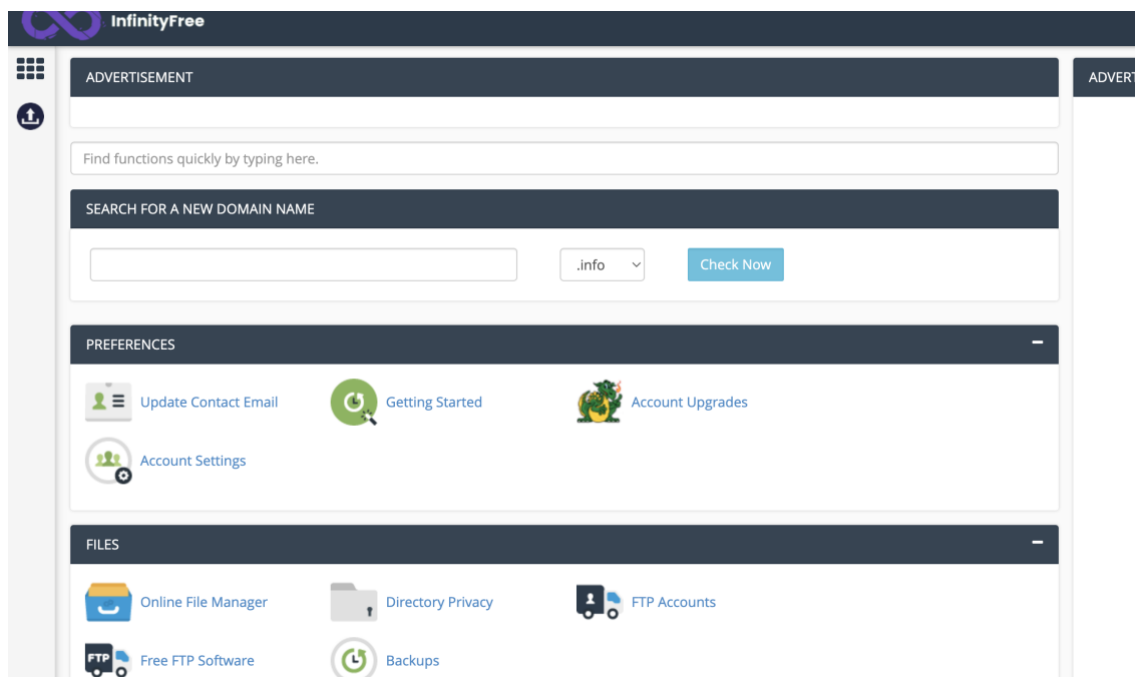 InfinityFree
ADVERTISEMENT
ADVERT
Find functions quickly by typing here.
SEARCH FOR A NEW DOMAIN NAME
.info
Check Now
PREFERENCES
Update Contact Email
Getting Started
Account Upgrades
Account Settings
FILES
Online File Manager
Directory Privacy
FTP Accounts
FTP
Free FTP Software
Backups